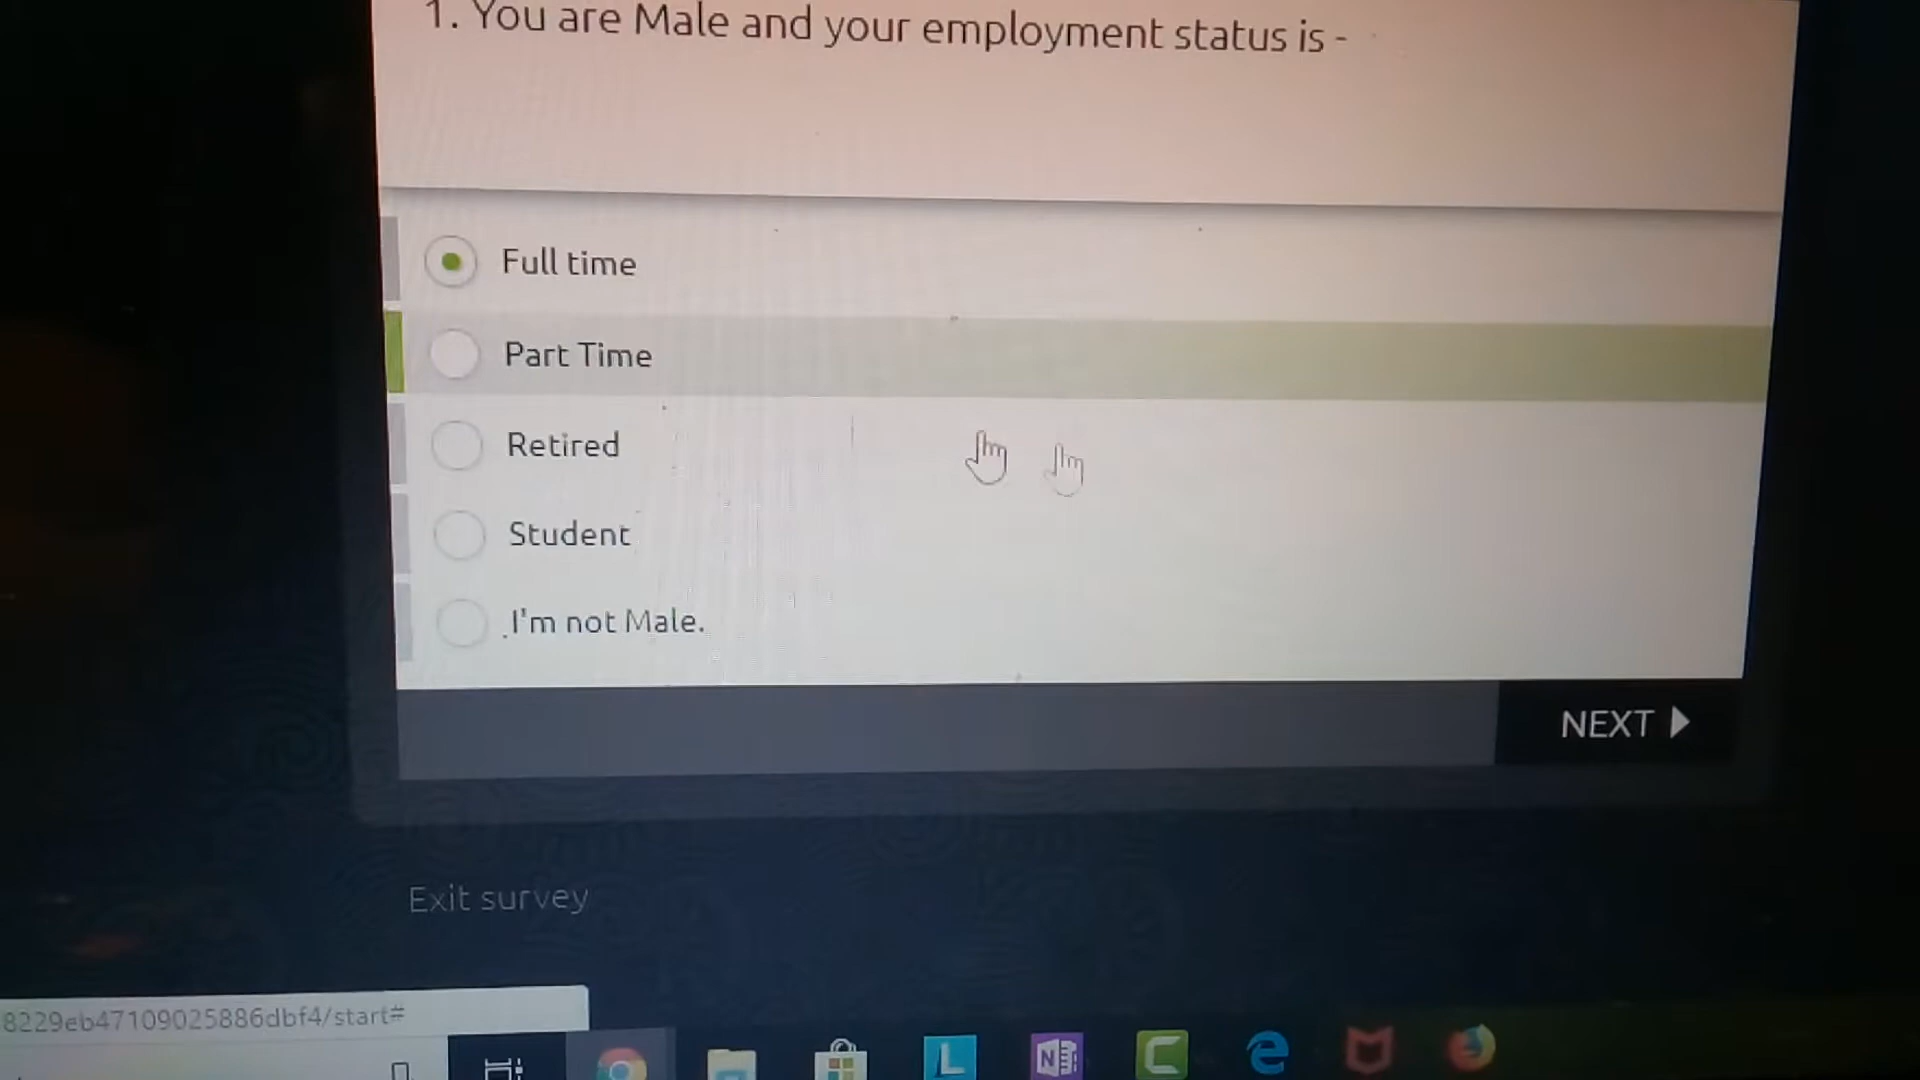 1. You are Male and your employment status is -
Full time
Part Time
Retired
Student
I'm not Male.
NEXT
Exit survey
8229eb47109025886dbf4/start#
L
N
C